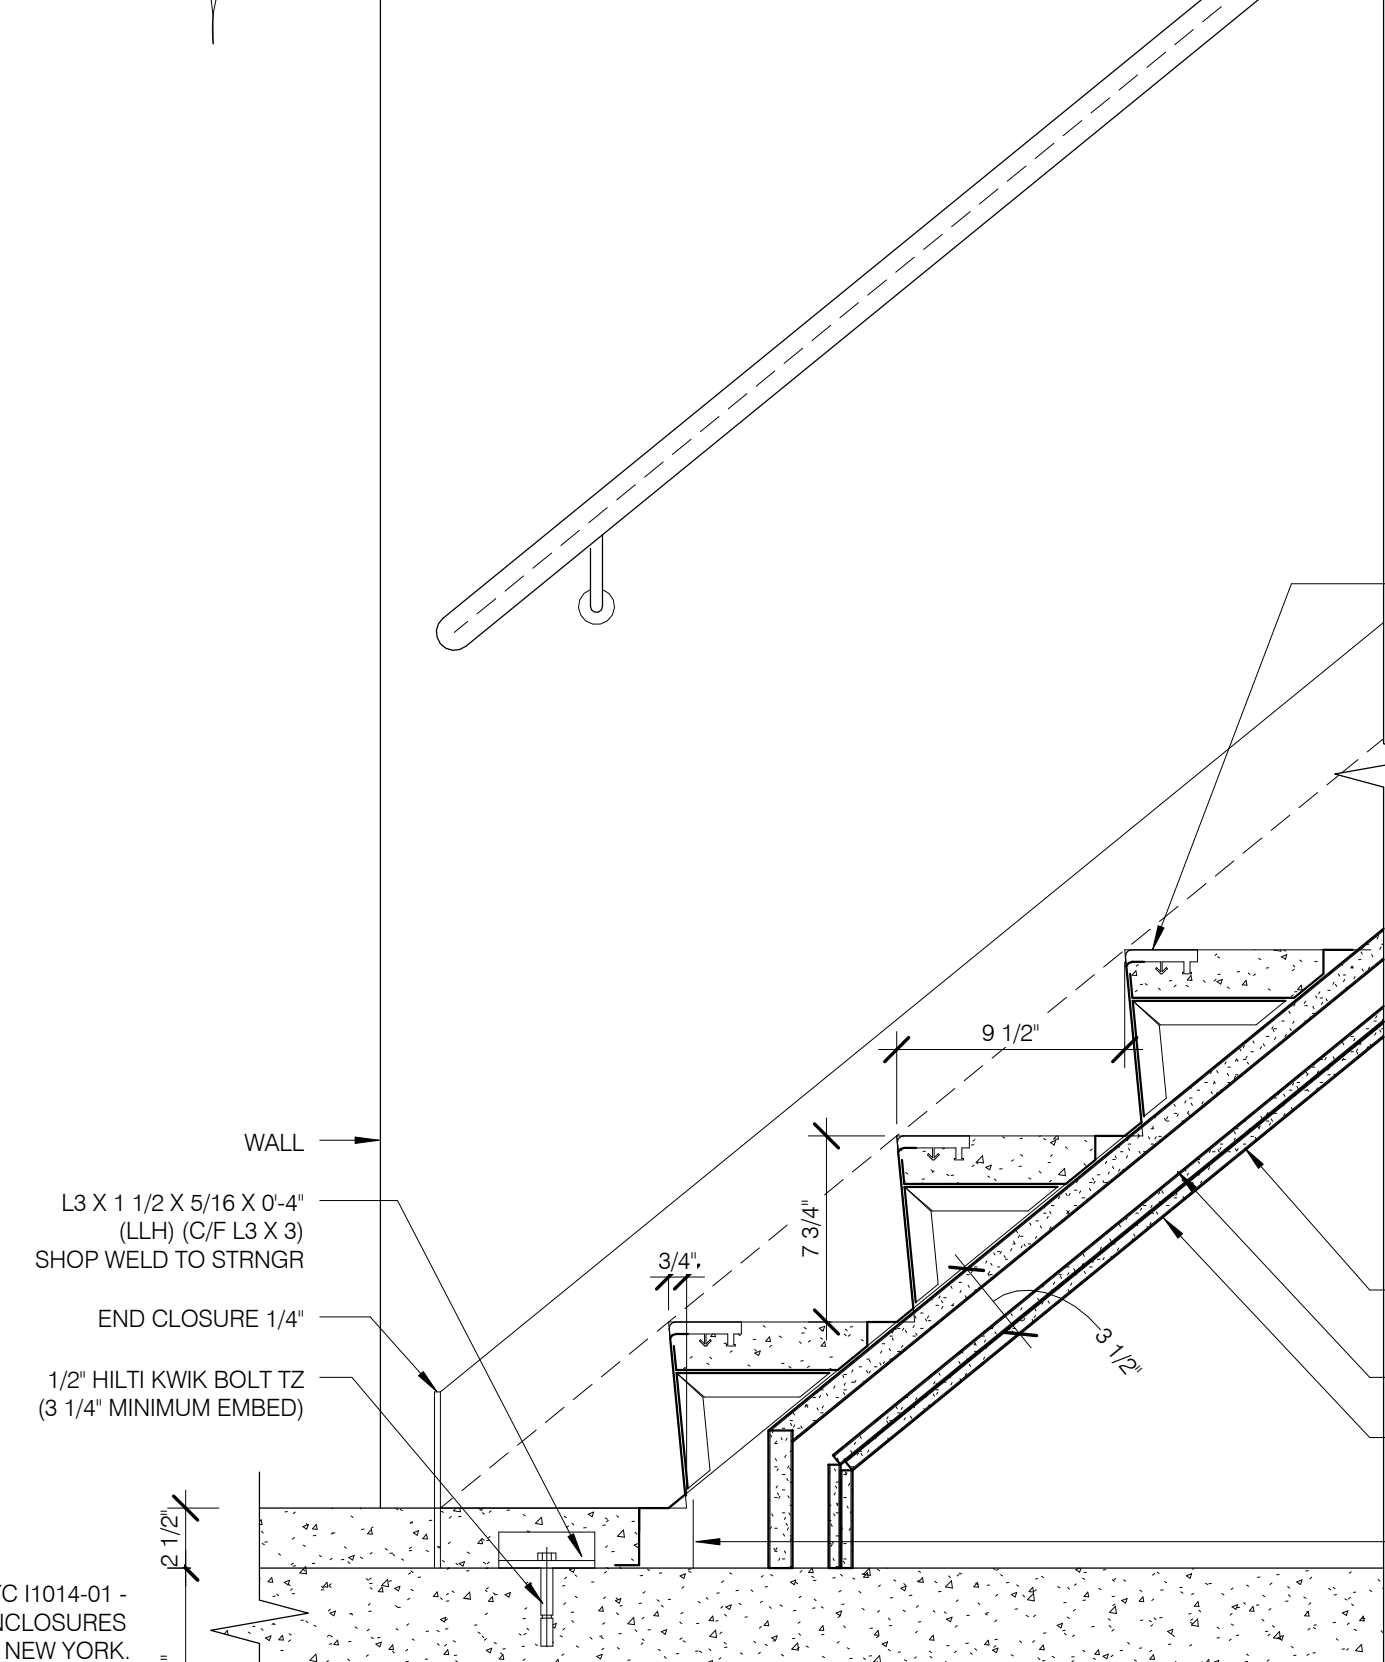 9 1/2"
WALL
L3 X 1 1/2 X 5/16 X 0'-4"
(LLH) (C/F L3 X 3)
SHOP WELD TO STRNGR
7 3/4"
3/4"
END CLOSURE 1/4"
3 1/2"
1/2" HILTI KWIK BOLT TZ
(3 1/4" MINIMUM EMBED)
2 1/2"
I1014-01 -
NEW YORK.